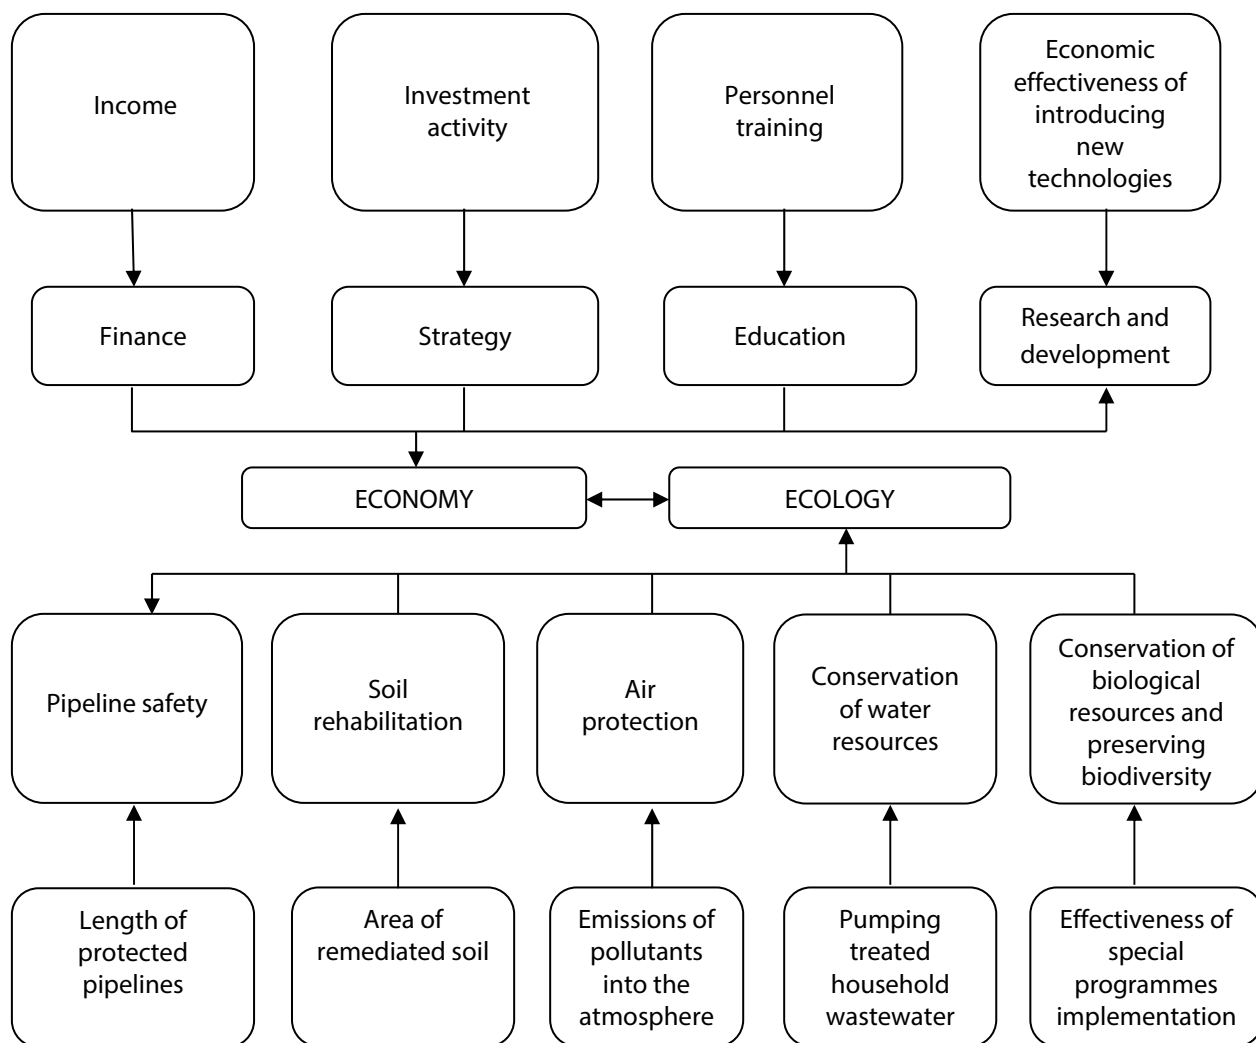 Income
Investment
activity
Personnel
training
Economic
effectiveness of
introducing
new
technologies
Finance
Strategy
Education
Research and
development
ECONOMY
ECOLOGY
Pipeline safety
Soil
rehabilitation
Air
protection
Conservation
of water
resources
Conservation of
biological
resources and
preserving
biodiversity
Length of
protected
pipelines
Area of
remediated soil
Emissions of
pollutants
into the
atmosphere
Pumping
treated
household
wastewater
Effectiveness of
special
programmes
implementation